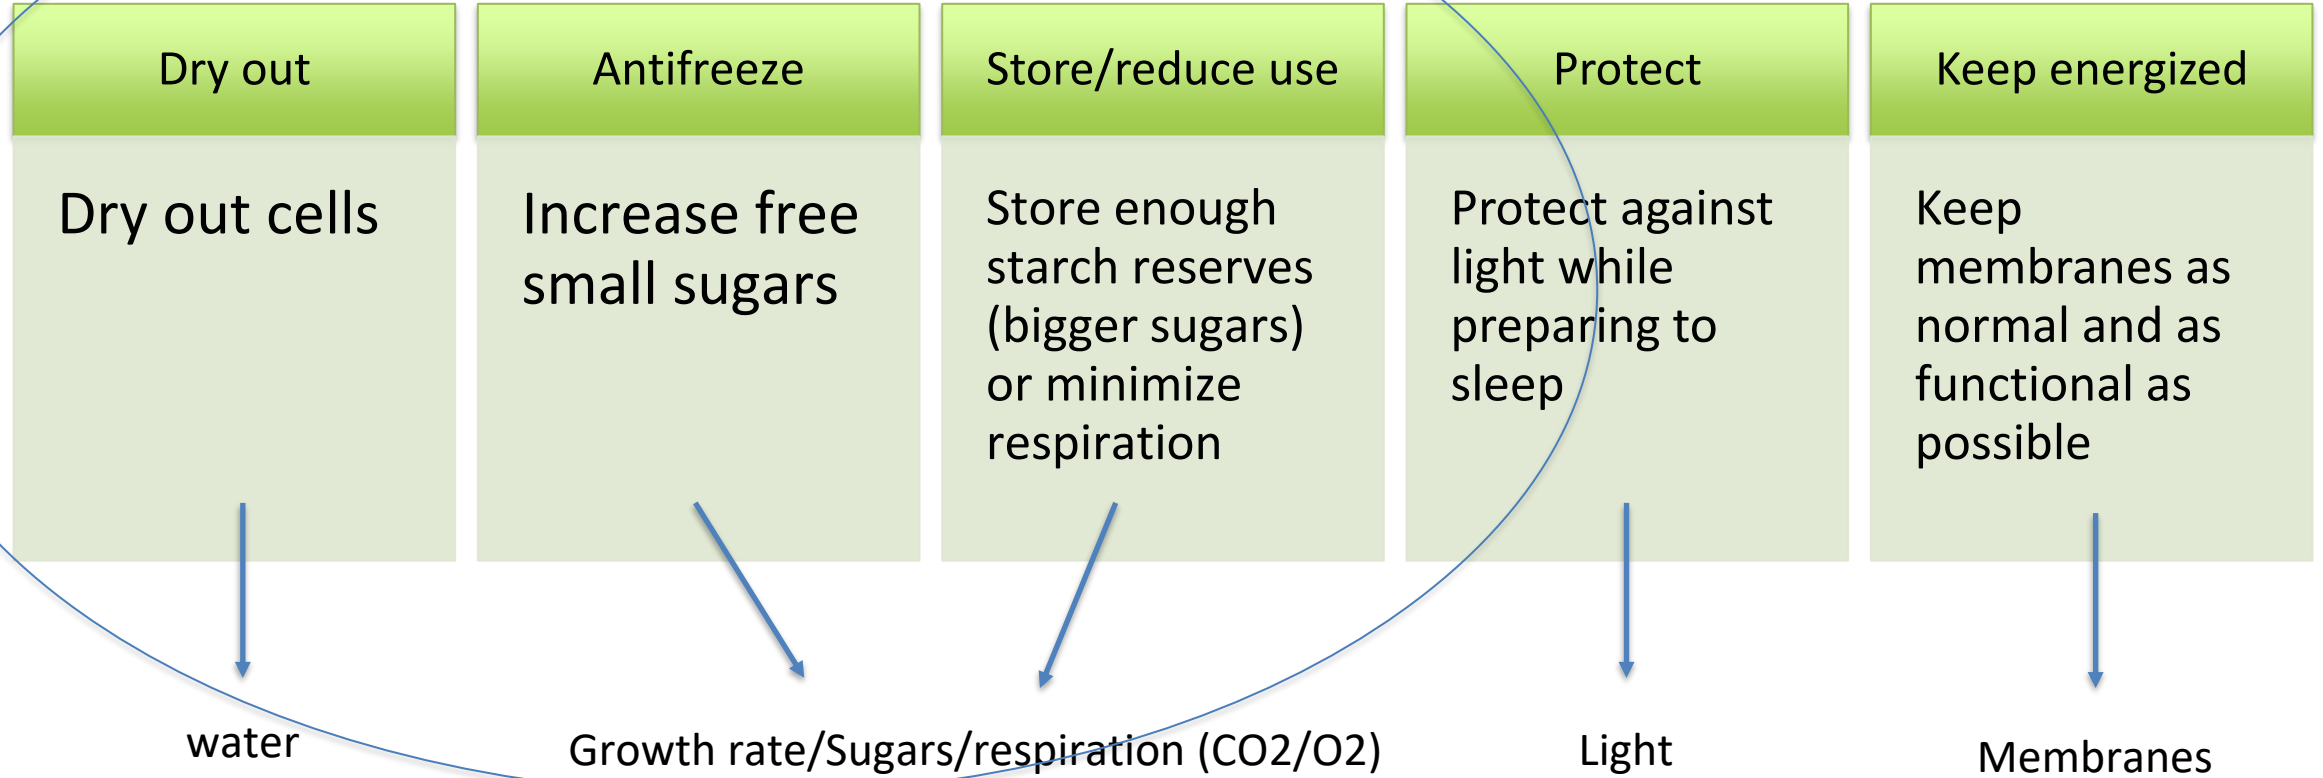 Dry out
Antifreeze
Store/reduce use
Protect
Keep energized
Dry out cells
Increase free
small sugars
Store enough
starch reserves
(bigger sugars)
or minimize
respiration
Protect against
light while
preparing to
sleep
Keep
membranes as
normal and as
functional as
possible
water
Growth rate/Sugars/respiration (CO2/O2)
Light
Membranes